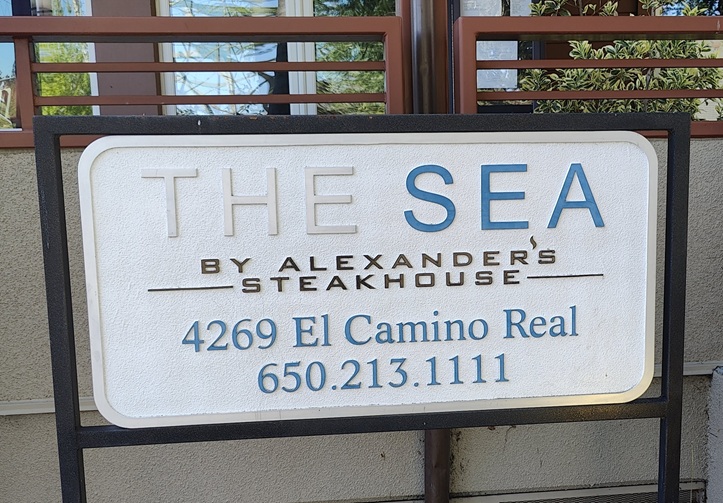 THE SEA
BY ALEXANDER'S
STEAKHOUSE
4269 El Camino Real
650.213.1111